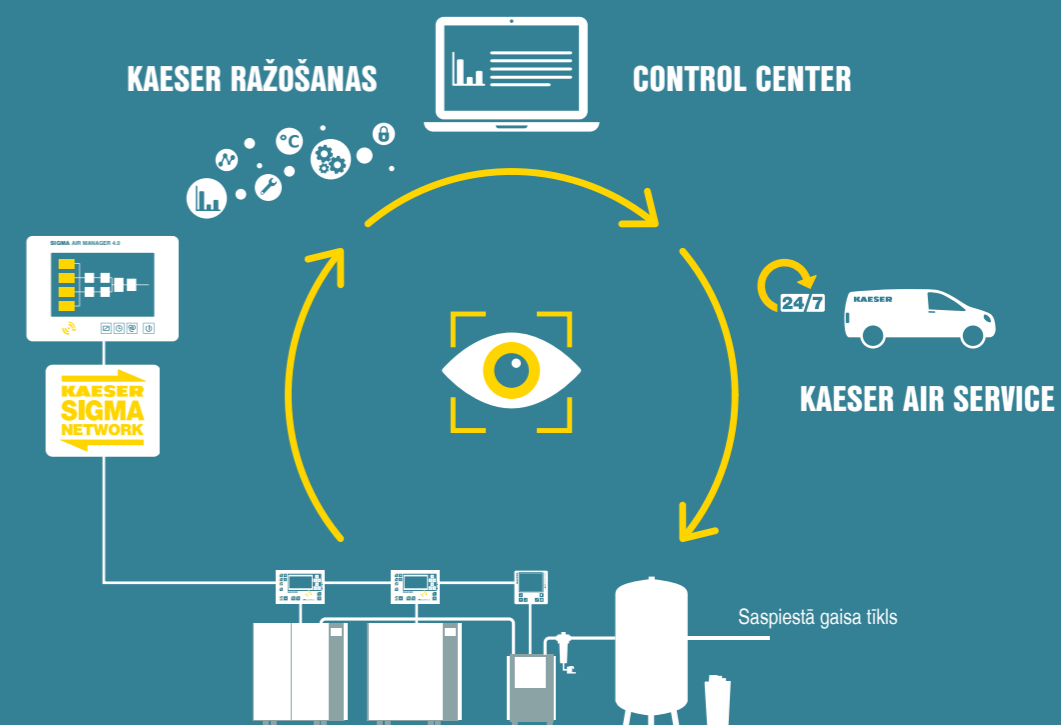 KAESER RAŽOŠANAS
CONTROL CENTER
°C
SIGMA AIR MANAGER 4.0
24/7
KAESER
KAESER AIR SERVICE
KAESER
SIGMA
NETWORK
Saspiestā gaisa tīkls